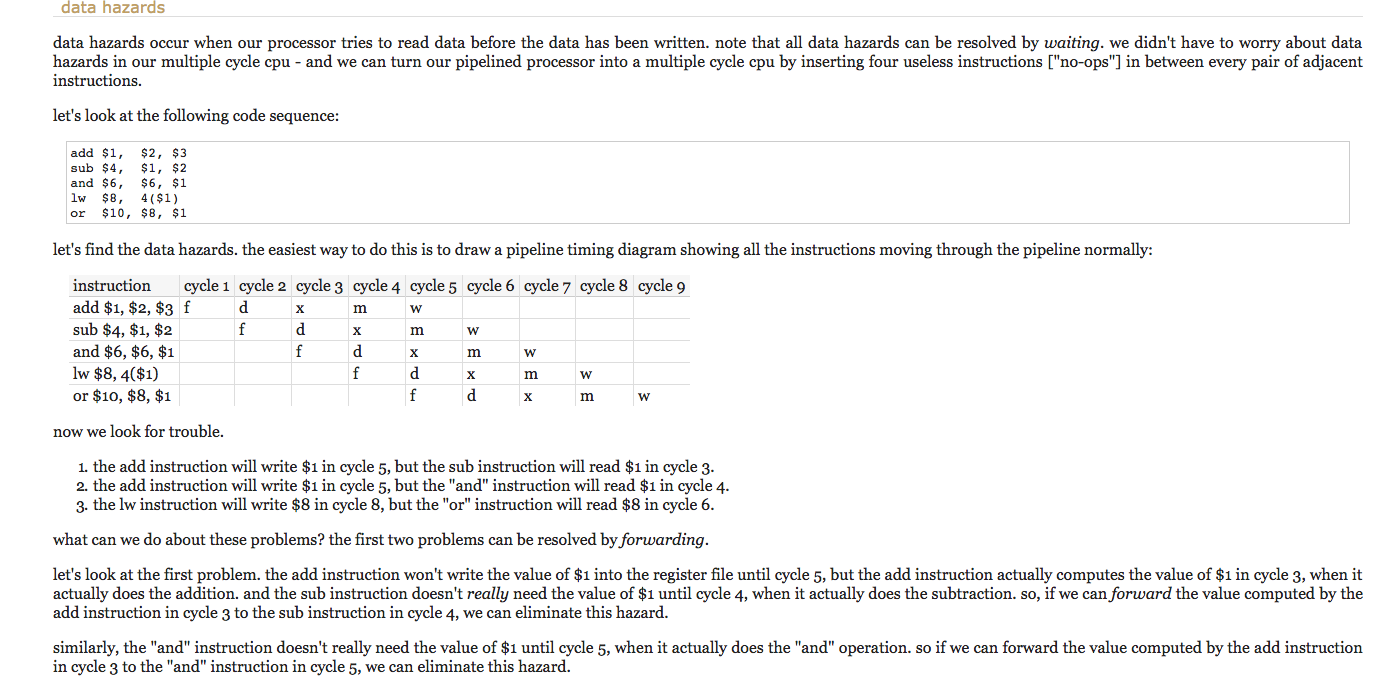 data hazards
data hazards occur when our processor tries to read data before the data has been written. note that all data hazards can be resolved by waiting. we didn't have to worry about data
hazards in our multiple cycle cpu - and we can turn our pipelined processor into a multiple cycle cpu by inserting four useless instructions ["no-ops"] in between every pair of adjacent
instructions.
let's look at the following code sequence:
add $1, $2, $3
sub $4, $1, $2
and $6, $6, $1
lw $8, 4($1)
or $10, $8, $1
let's find the data hazards. the easiest way to do this is to draw a pipeline timing diagram showing all the instructions moving through the pipeline normally:
instruction cycle 1 cycle 2 cycle 3 cycle 4 cycle 5 cycle 6 cycle 7 cycle 8 cycle 9
add $1, $2, $3 f d x m w
sub $4, $1, $2 f d x m w
and $6, $6, $1 f d x m w
lw $8, 4($1) f d x m w
or $10, $8, $1 f d x m w
now we look for trouble.
1. the add instruction will write $1 in cycle 5, but the sub instruction will read $1 in cycle 3.
2. the add instruction will write $1 in cycle 5, but the "and" instruction will read $1 in cycle 4.
3. the lw instruction will write $8 in cycle 8, but the "or" instruction will read $8 in cycle 6.
what can we do about these problems? the first two problems can be resolved by forwarding.
let's look at the first problem. the add instruction won't write the value of $1 into the register file until cycle 5, but the add instruction actually computes the value of $1 in cycle 3, when it
actually does the addition. and the sub instruction doesn't really need the value of $1 until cycle 4, when it actually does the subtraction. so, if we can forward the value computed by the
add instruction in cycle 3 to the sub instruction in cycle 4, we can eliminate this hazard.
similarly, the "and" instruction doesn't really need the value of $1 until cycle 5, when it actually does the "and" operation. so if we can forward the value computed by the add instruction
in cycle 3 to the "and" instruction in cycle 5, we can eliminate this hazard.